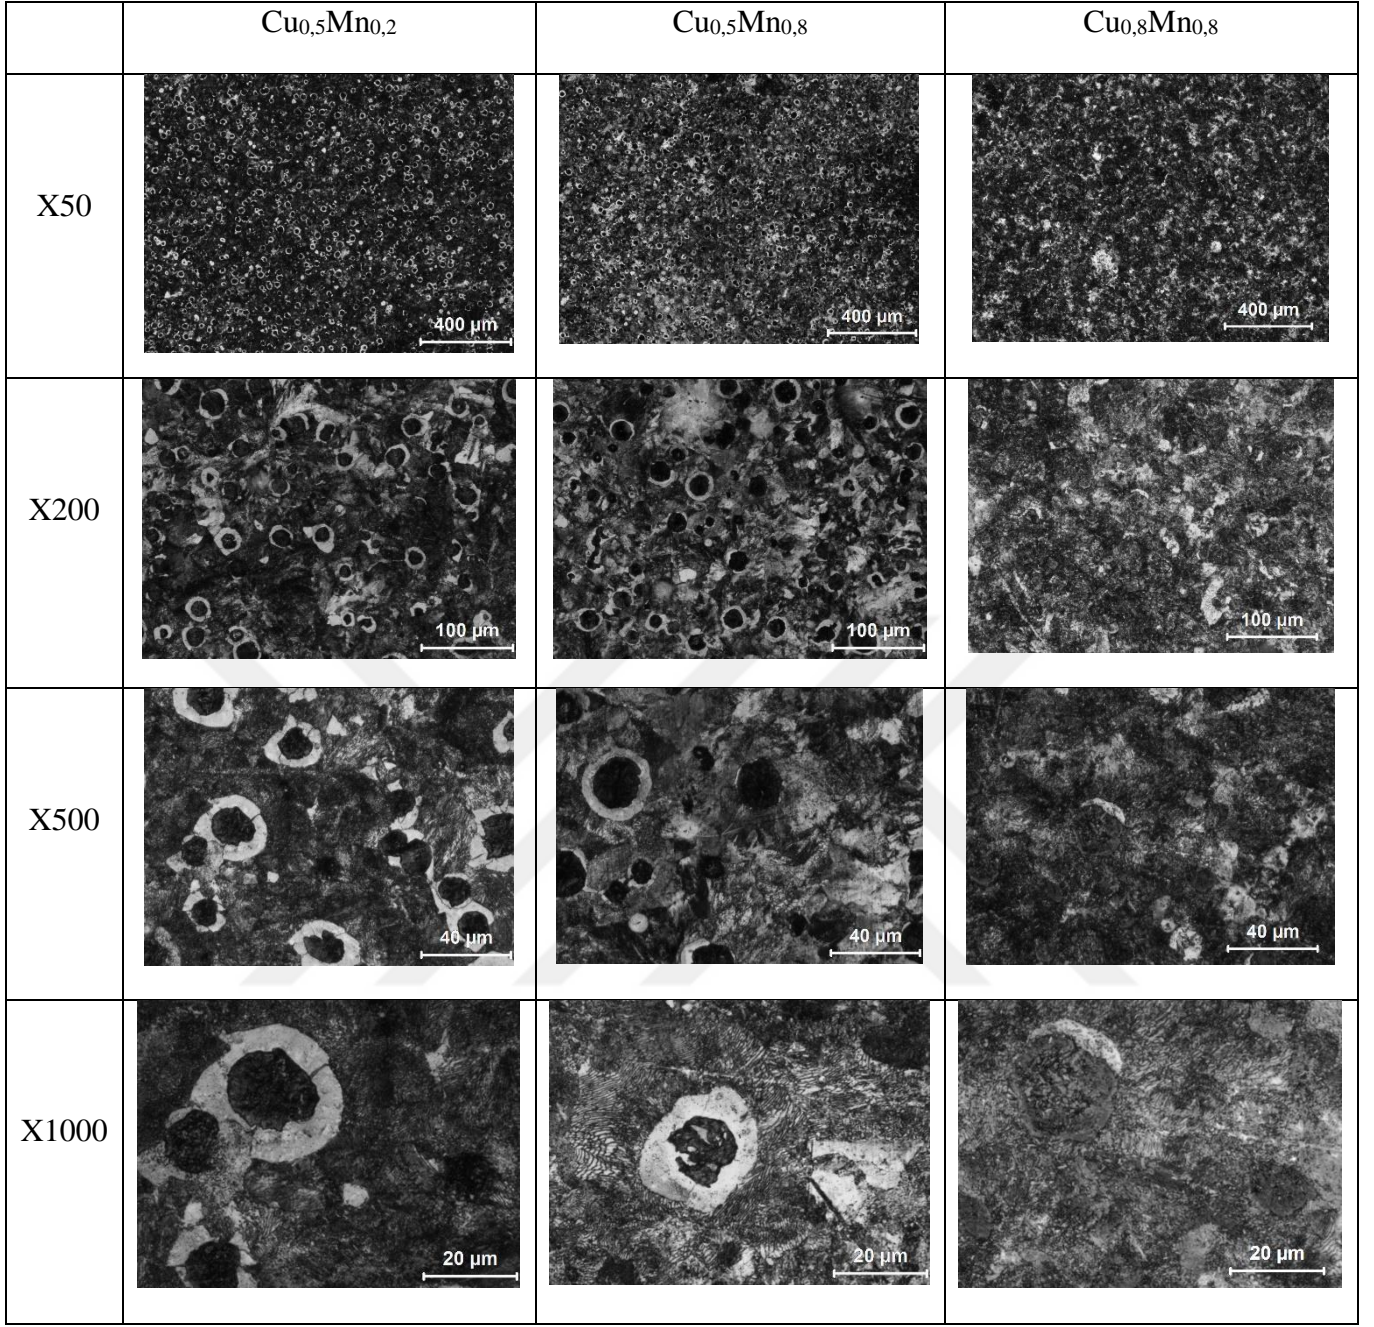 Cu0,5Mn0,2 Cu0,5Mn0,8 Cu0,8Mn0,8
X50
400 µm 400 µm 400 µm
X200
100 µm 100 µm 100 µm
X500
40 µm 40 µm 40 µm
X1000
20 µm 20 µm 20 µm